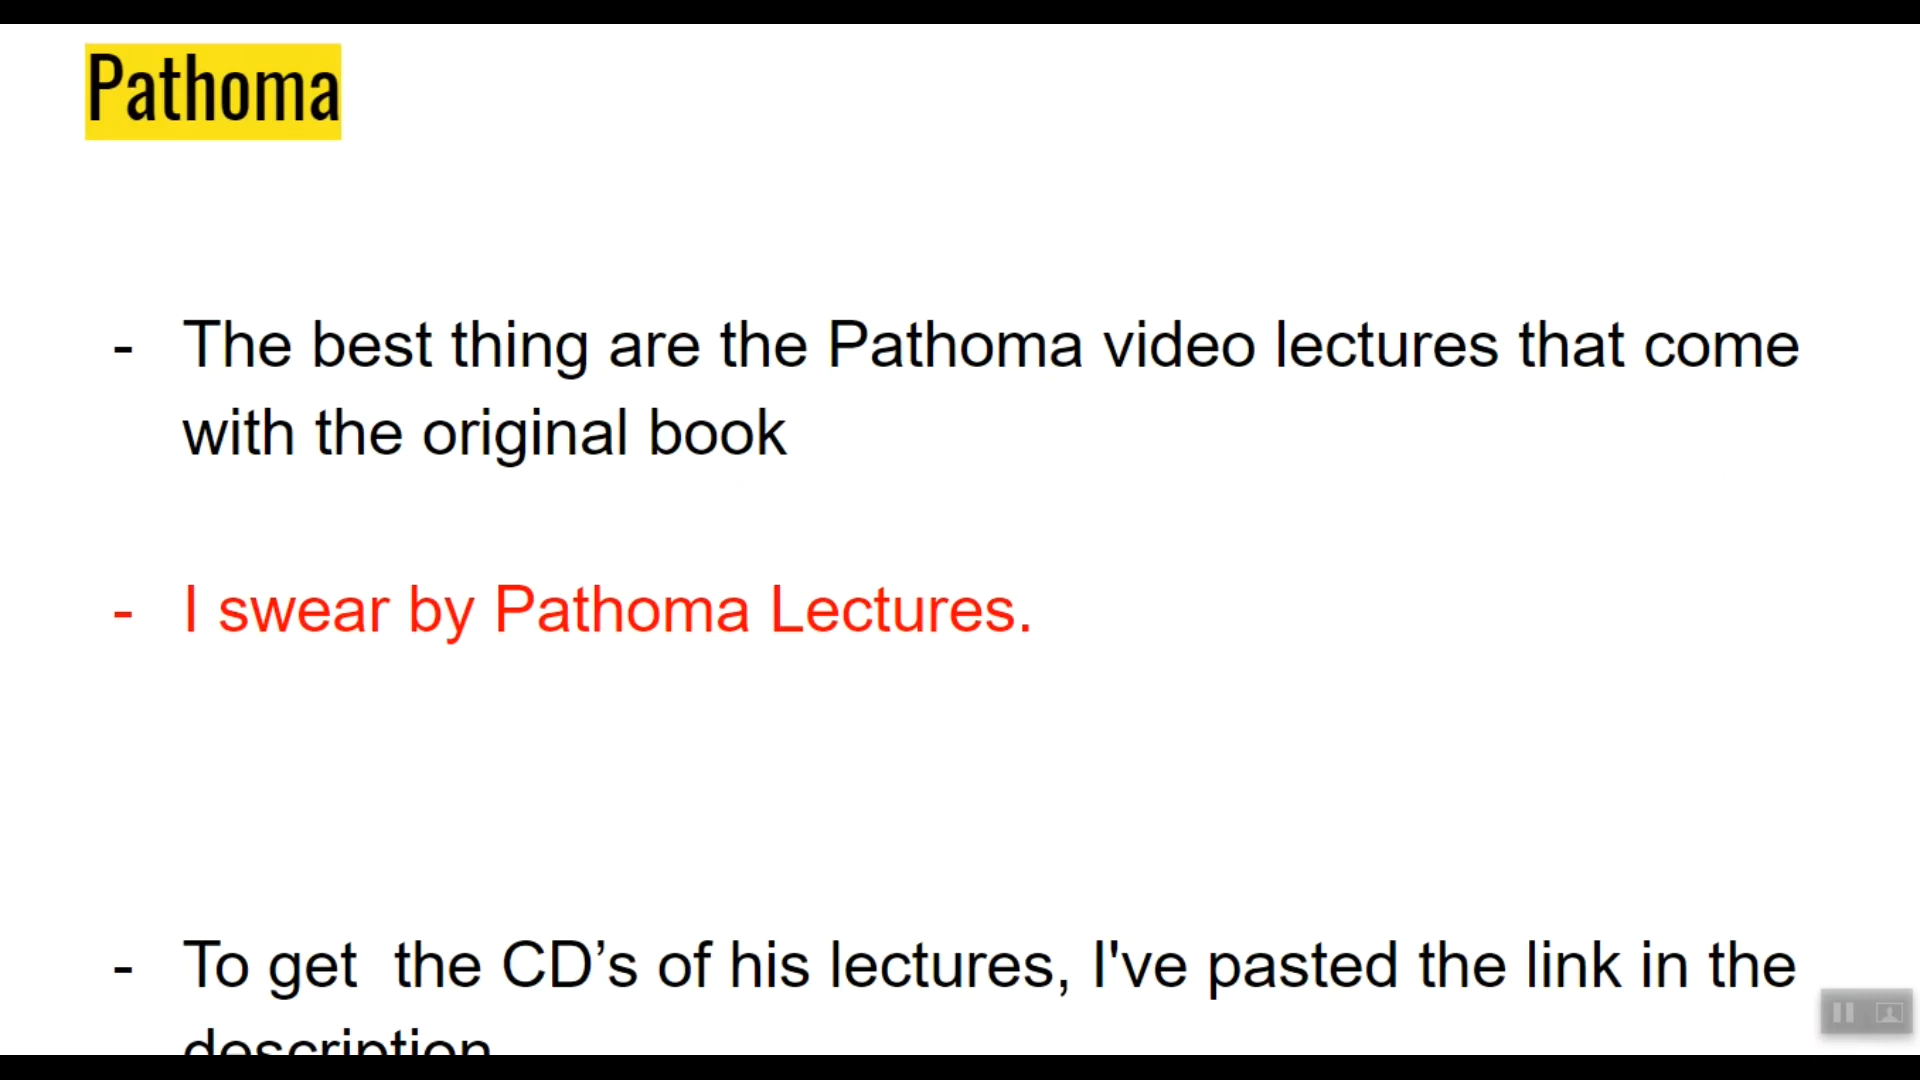 Pathoma
- The best thing are the Pathoma video lectures that come
with the original book
- I swear by Pathoma Lectures.
- To get  the CD’s of his lectures, I've pasted the link in the
description